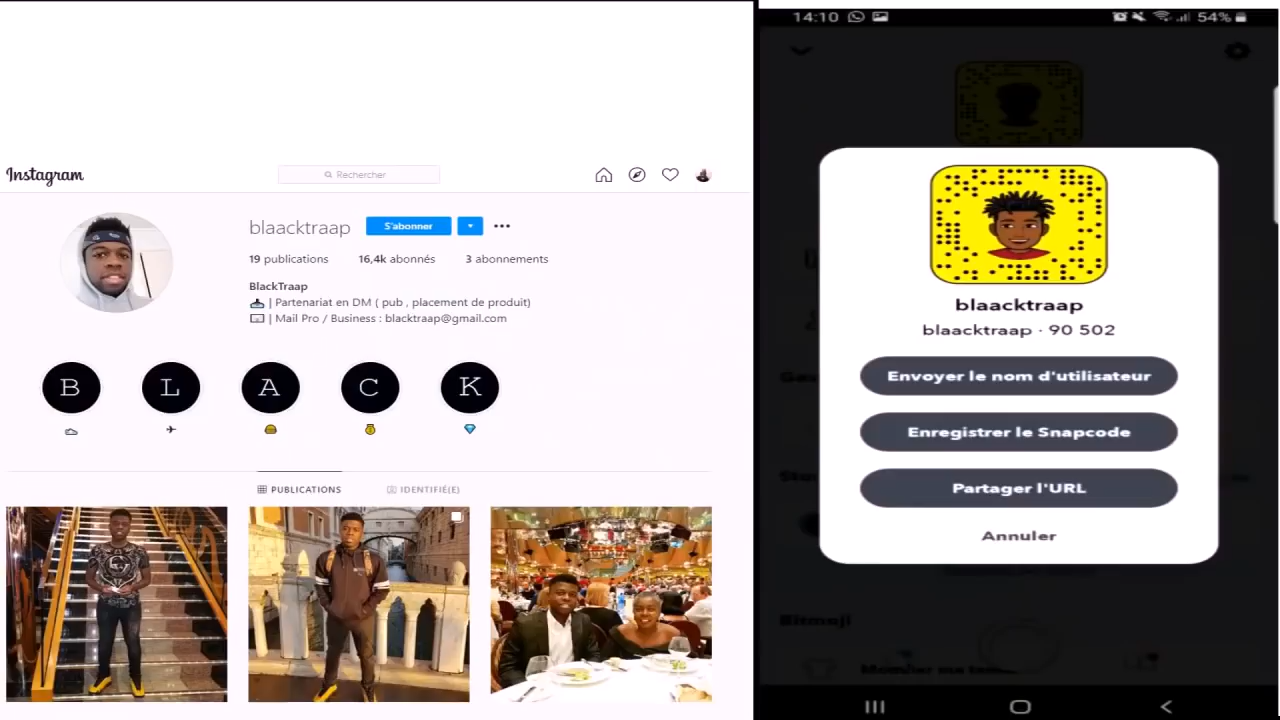 Instagram
Rechercher
blaacktraap
S'abonner
19 publications
16,4k abonnés
3 abonnements
BlackTraap
| Partenariat en DM ( pub , placement de produit)
| Mail Pro / Business : blacktraap@gmail.com
B
L
A
C
K
PUBLICATIONS
IDENTIFIÉ(E)
14:10
54%
blaacktraap
blaacktraap · 90 502
Envoyer le nom d'utilisateur
Enregistrer le Snapcode
Partager l'URL
Annuler
Bitmoji